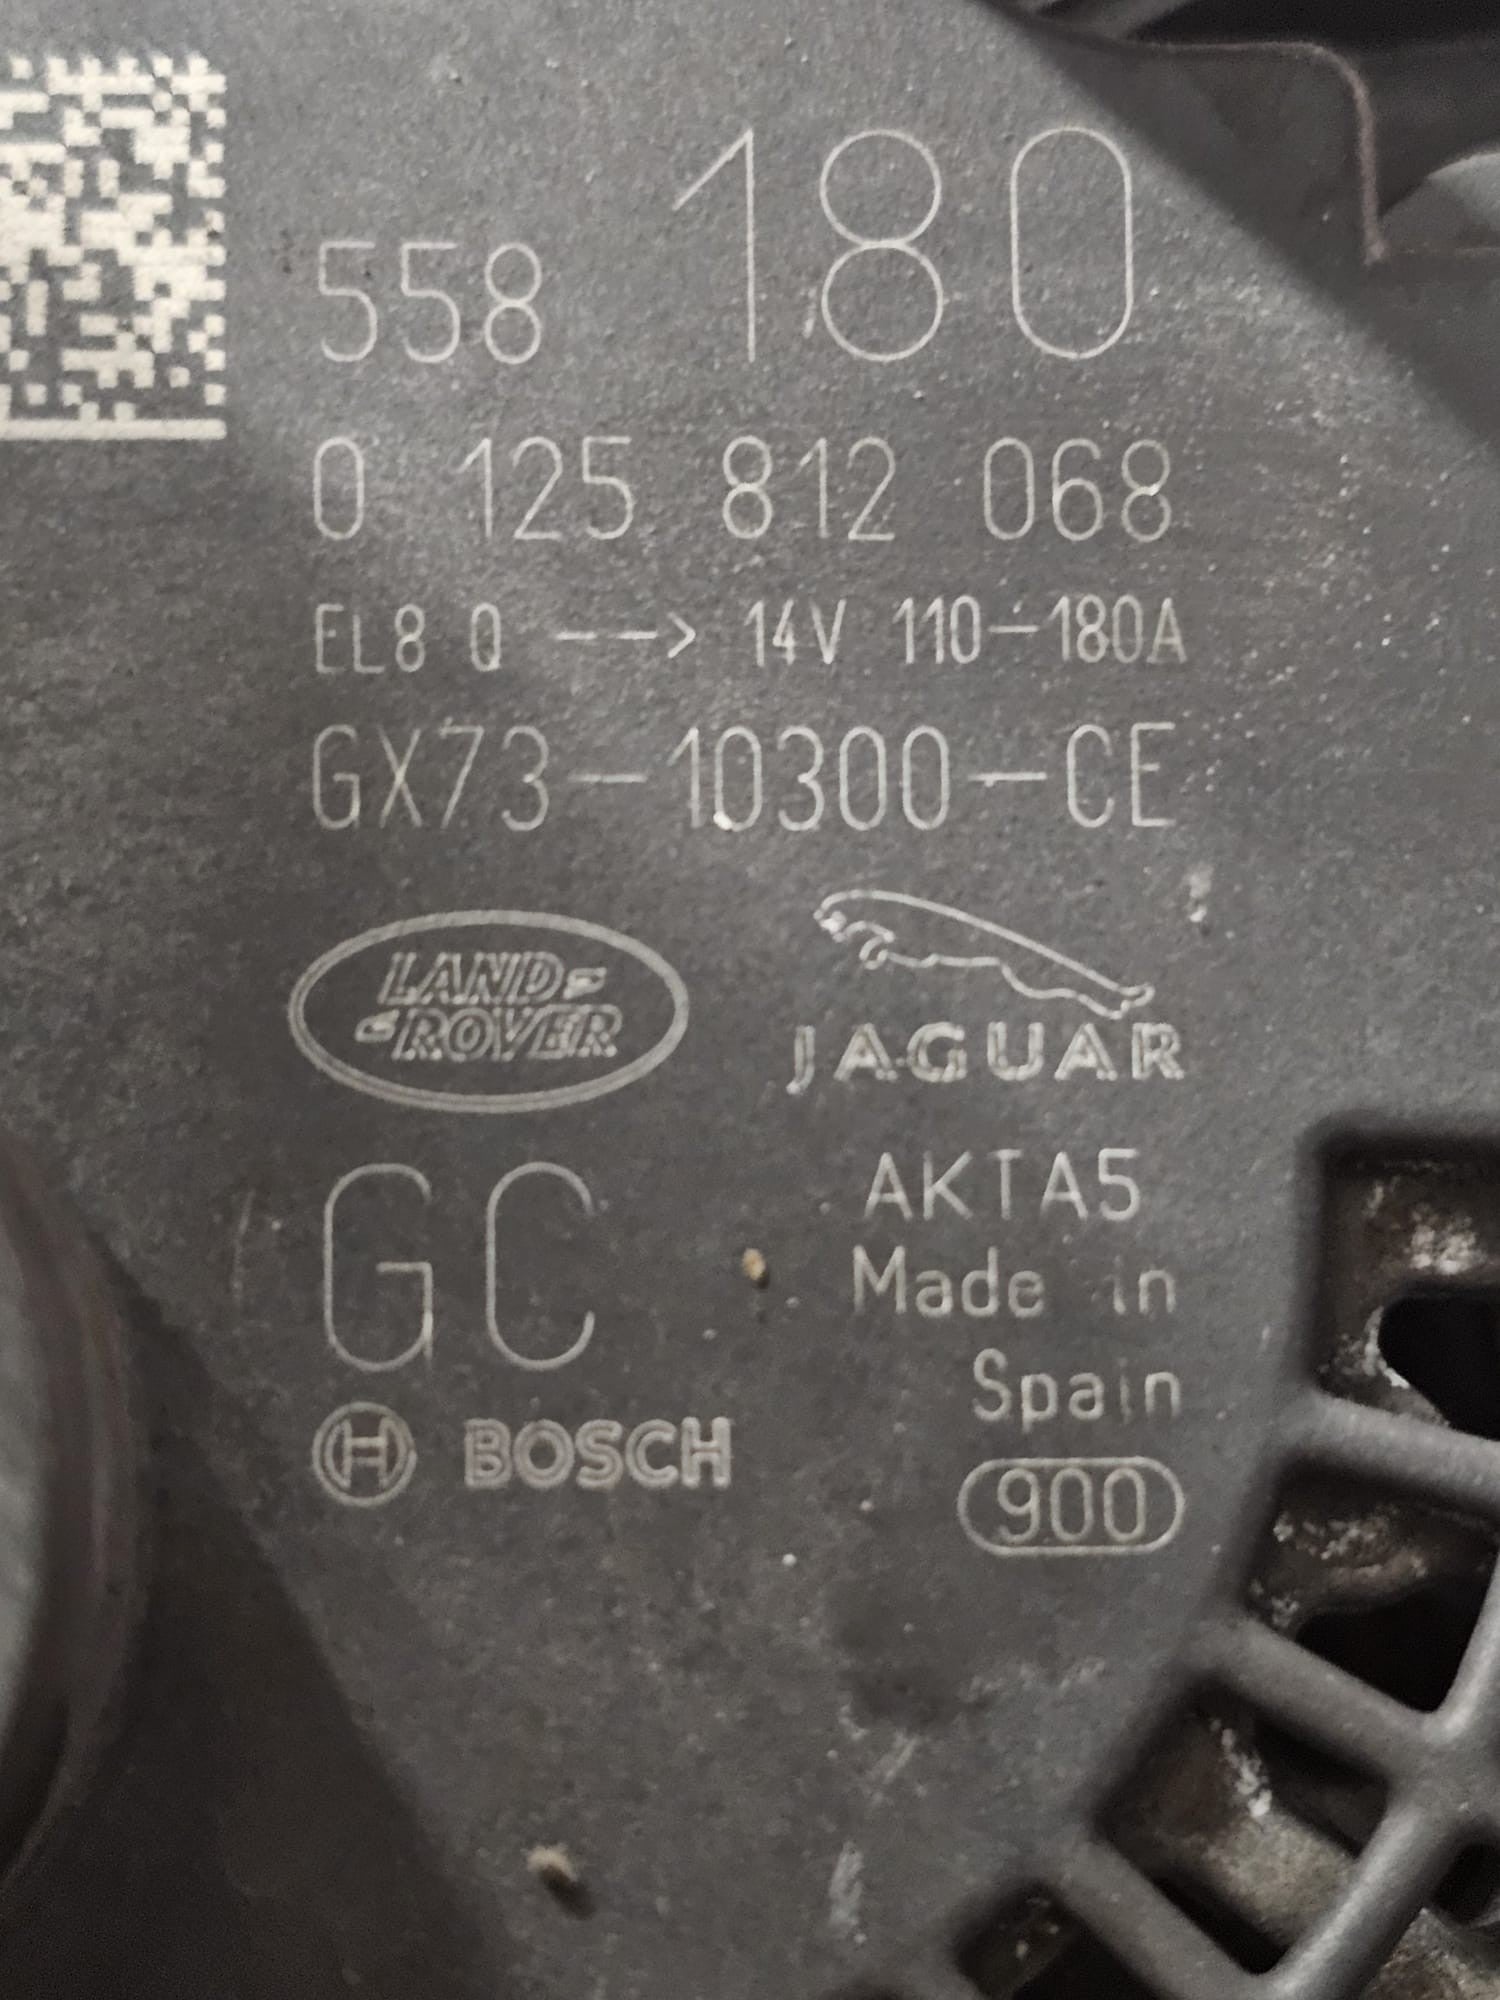 558 180
0 125 812 068
EL8 0 --> 14V 110-180A
GX73-10300-CE
LAND-
-ROVER
JAGUAR
GC
AKTA5
Made in
Spain
BOSCH
900